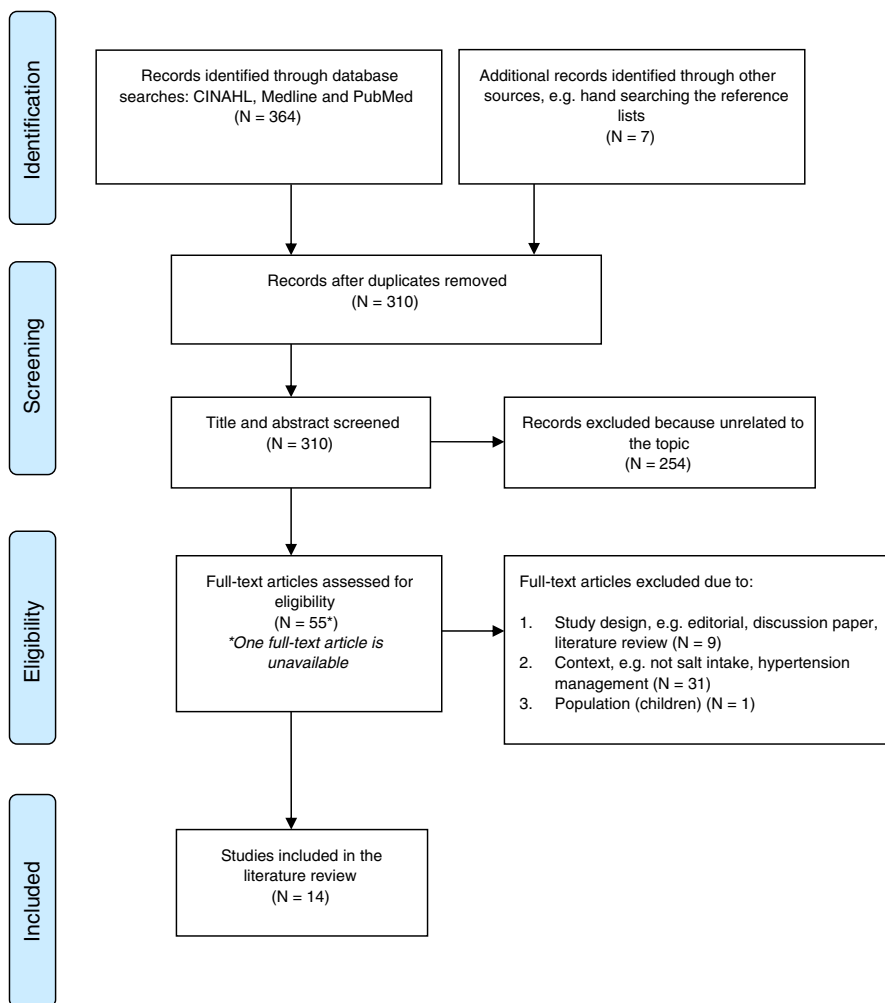 Identification
Records identified through database
searches: CINAHL, Medline and PubMed
(N = 364)
Additional records identified through other
sources, e.g. hand searching the reference
lists
(N = 7)
Screening
Records after duplicates removed
(N = 310)
Title and abstract screened
(N = 310)
Records excluded because unrelated to
the topic
(N = 254)
Eligibility
Full-text articles assessed for
eligibility
(N = 55*)
*One full-text article is
unavailable
Full-text articles excluded due to:
1. Study design, e.g. editorial, discussion paper,
literature review (N = 9)
2. Context, e.g. not salt intake, hypertension
management (N = 31)
3. Population (children) (N = 1)
Included
Studies included in the
literature review
(N = 14)